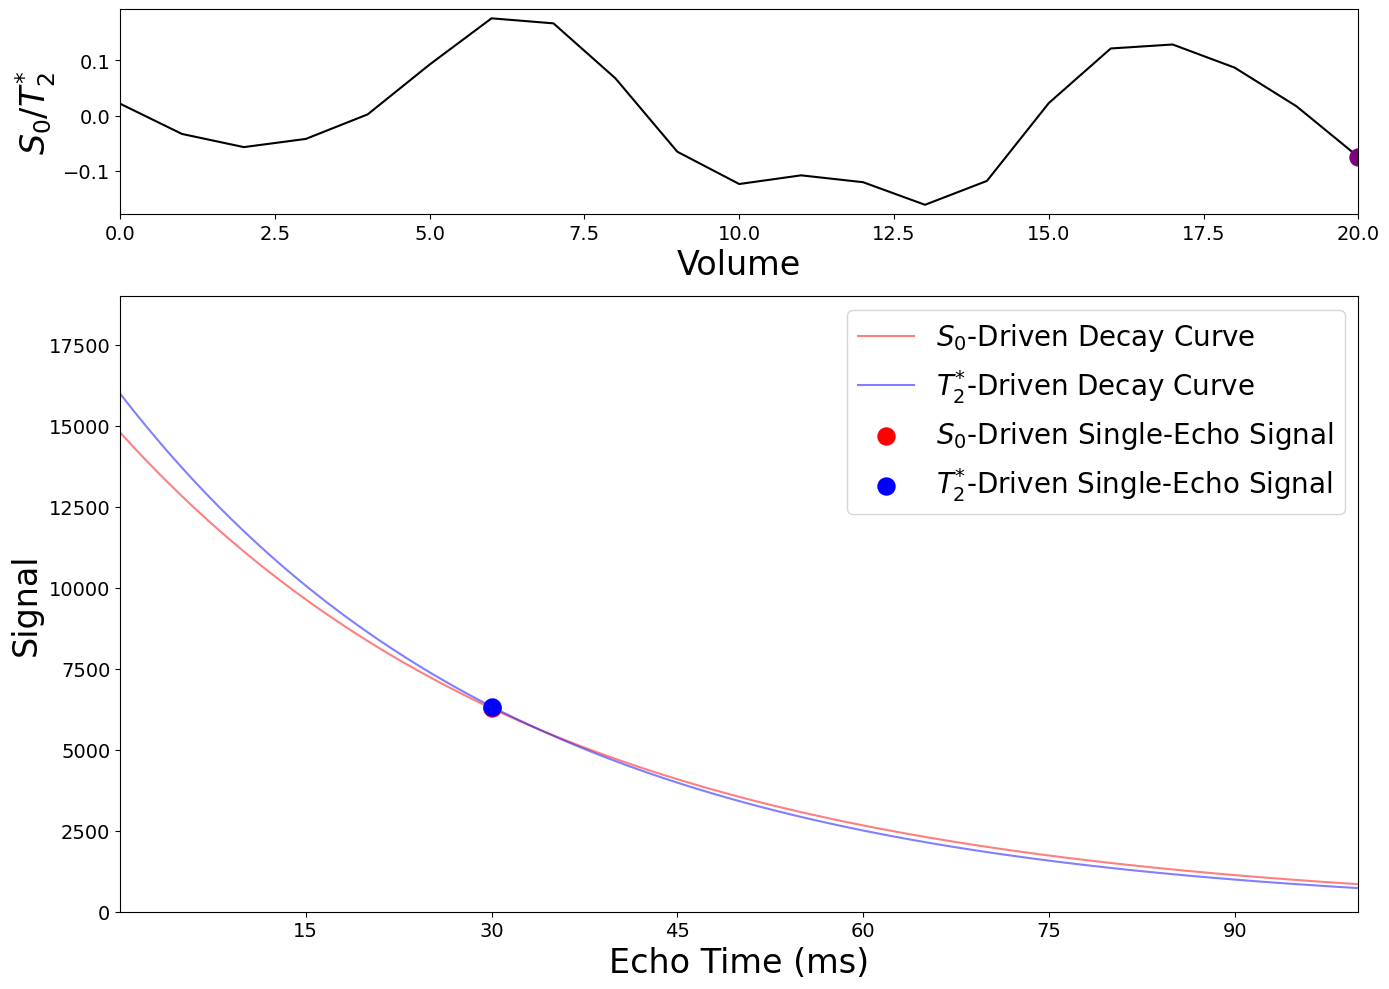 S₀/T₂*
0.1
0.0
−0.1
0.0 2.5 5.0 7.5 10.0 12.5 15.0 17.5 20.0
Volume
S₀-Driven Decay Curve
T₂*-Driven Decay Curve
S₀-Driven Single-Echo Signal
T₂*-Driven Single-Echo Signal
Signal
17500
15000
12500
10000
7500
5000
2500
0
15 30 45 60 75 90
Echo Time (ms)